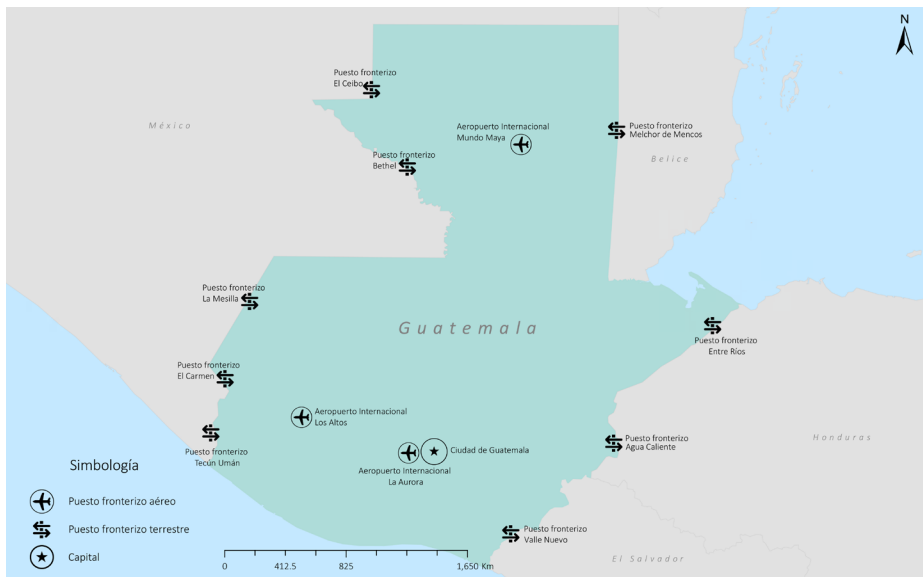 N
Puesto fronterizo
El Ceibo
México
Aeropuerto Internacional
Mundo Maya
Puesto fronterizo
Melchor de Mencos
Puesto fronterizo
Bethel
Belice
Puesto fronterizo
La Mesilla
Guatemala
Puesto fronterizo
Entre Ríos
Puesto fronterizo
El Carmen
Aeropuerto Internacional
Los Altos
Puesto fronterizo
Tecún Umán
Ciudad de Guatemala
Aeropuerto Internacional
La Aurora
Puesto fronterizo
Agua Caliente
Honduras
Puesto fronterizo
Valle Nuevo
El Salvador
Simbología
Puesto fronterizo aéreo
Puesto fronterizo terrestre
Capital
0 412.5 825 1,650 Km